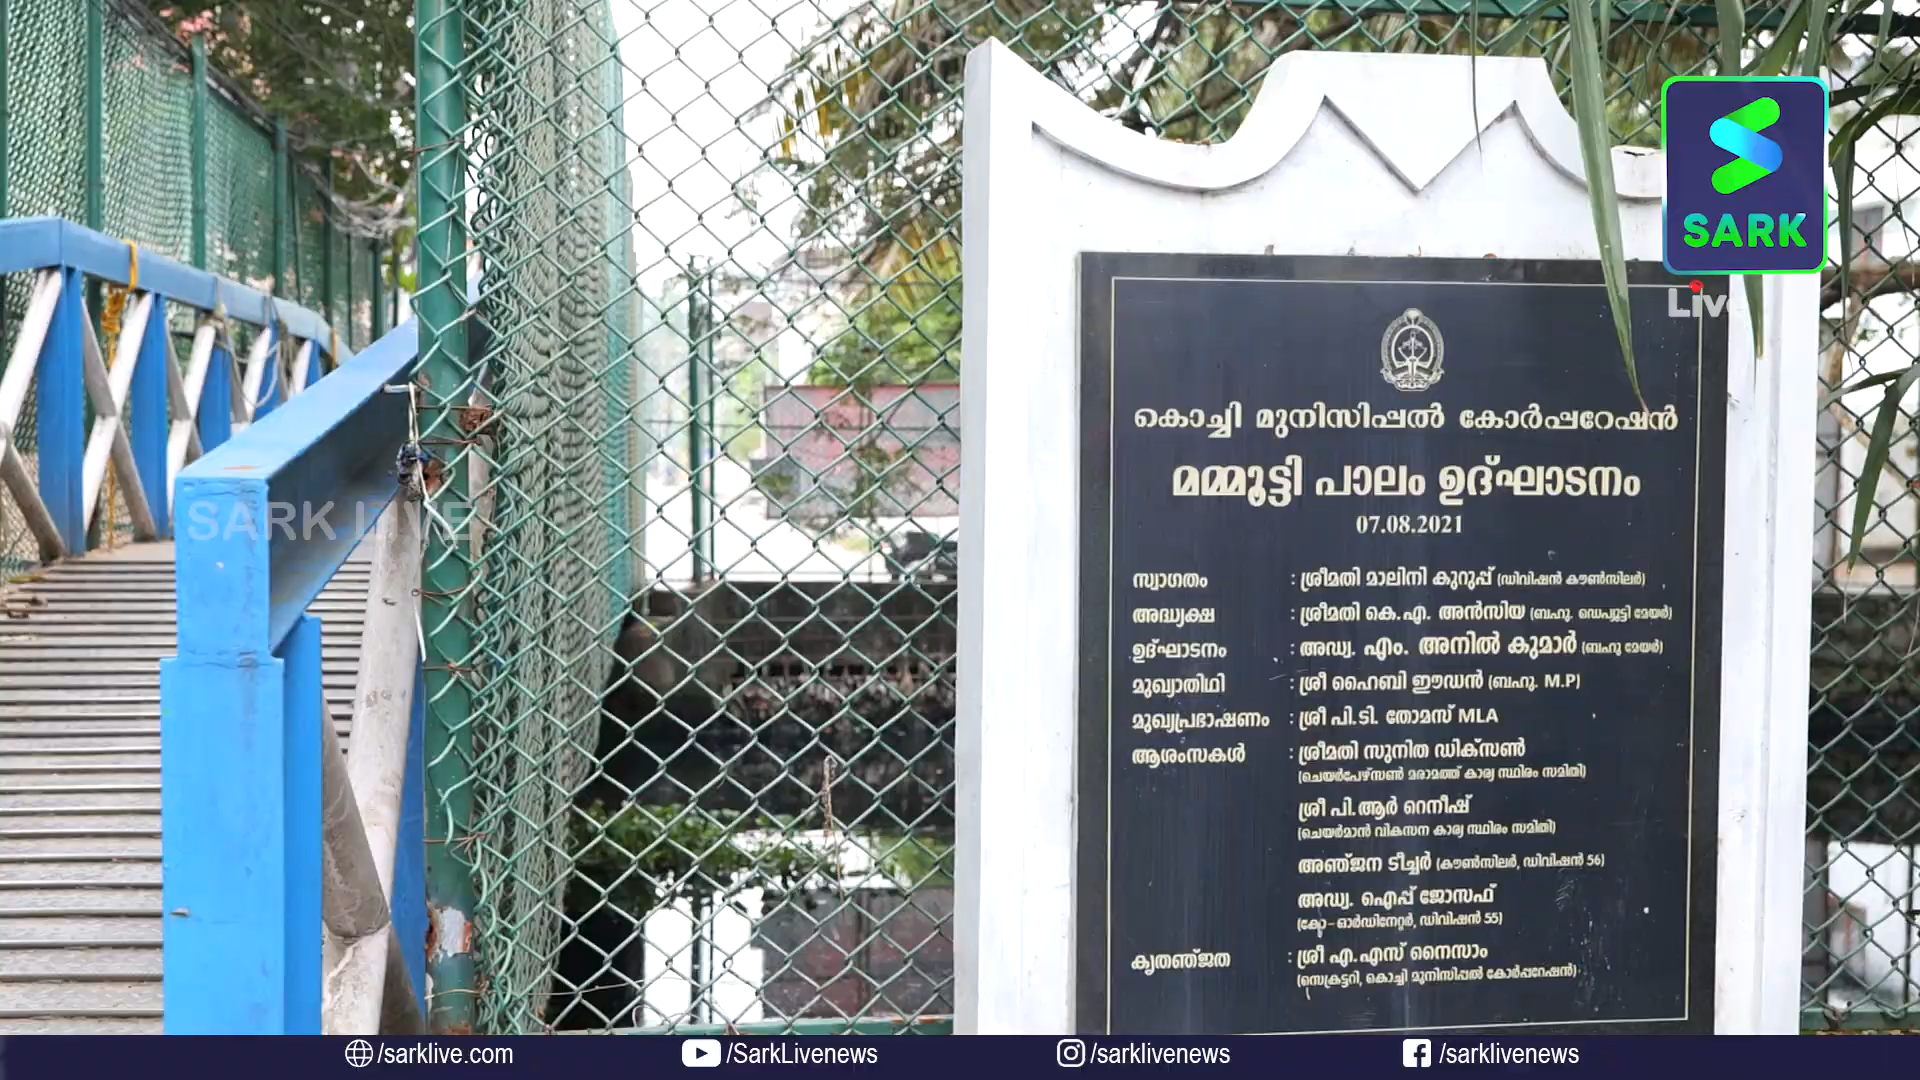 SARK
Live
SARK LIVE
കൊച്ചി മുനിസിപ്പൽ കോർപ്പറേഷൻ
മമ്മൂട്ടി പാലം ഉദ്ഘാടനം
07.08.2021
സ്വാഗതം : ശ്രീമതി മാലിനി കുറുപ്പ് (ഡിവിഷൻ കൗൺസിലർ)
അദ്ധ്യക്ഷ : ശ്രീമതി കെ.എ. അൻസിയ (ബഹു. ഡെപ്യൂട്ടി മേയർ)
ഉദ്ഘാടനം : അഡ്വ. എം. അനിൽ കുമാർ (ബഹു മേയർ)
മുഖ്യാതിഥി : ശ്രീ ഹൈബി ഈഡൻ (ബഹു. M.P)
മുഖ്യപ്രഭാഷണം : ശ്രീ പി.ടി. തോമസ് MLA
ആശംസകൾ : ശ്രീമതി സുനിത ഡിക്സൺ
(ചെയർപേഴ്സൺ മരാമത്ത് കാര്യ സ്ഥിരം സമിതി)
ശ്രീ പി.ആർ റെനീഷ്
(ചെയർമാൻ വികസന കാര്യ സ്ഥിരം സമിതി)
അഞ്ജന ടീച്ചർ (കൗൺസിലർ, ഡിവിഷൻ 56)
അഡ്വ. ഐപ്പ് ജോസഫ്
(കോ-ഓർഡിനേറ്റർ, ഡിവിഷൻ 55)
കൃതഞ്ജത : ശ്രീ എ.എസ് നൈസാം
(സെക്രട്ടറി, കൊച്ചി മുനിസിപ്പൽ കോർപ്പറേഷൻ)
/sarklive.com /SarkLivenews /sarklivenews /sarklivenews